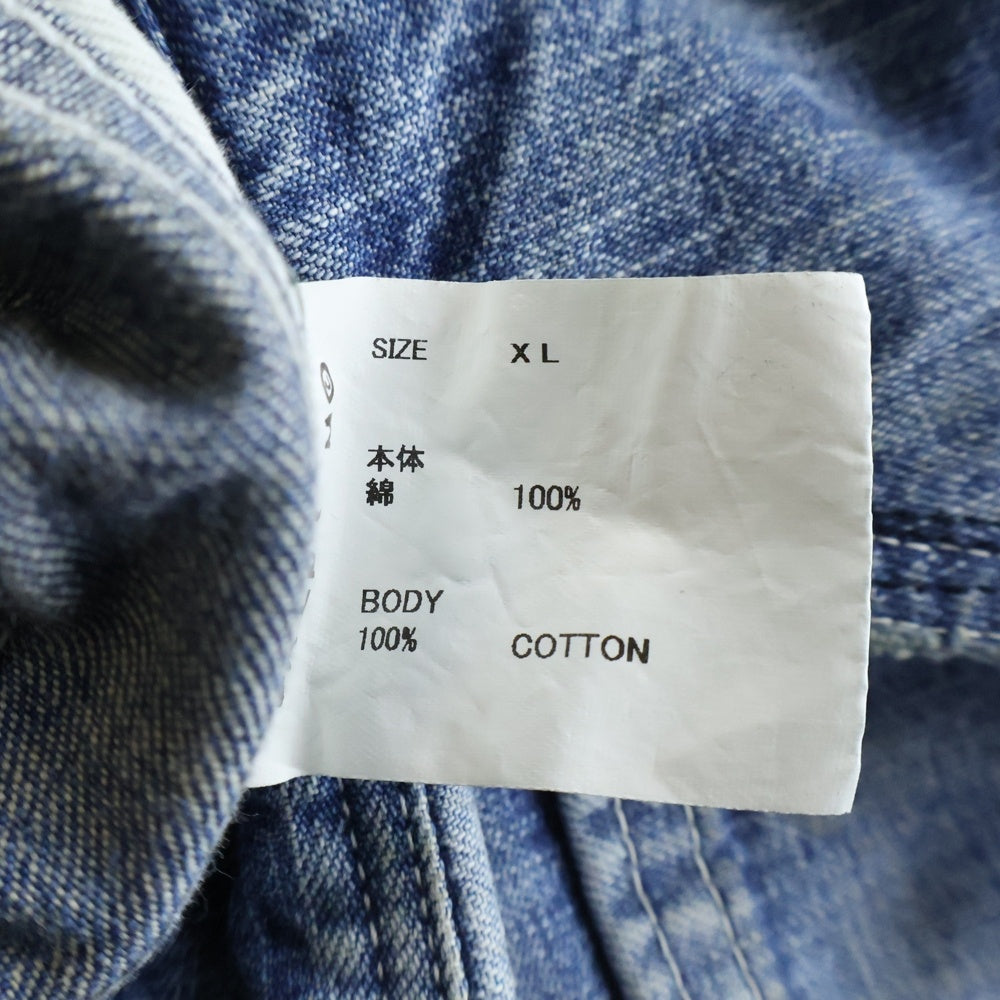 SIZE XL
本体
綿 100%
BODY
100% COTTON